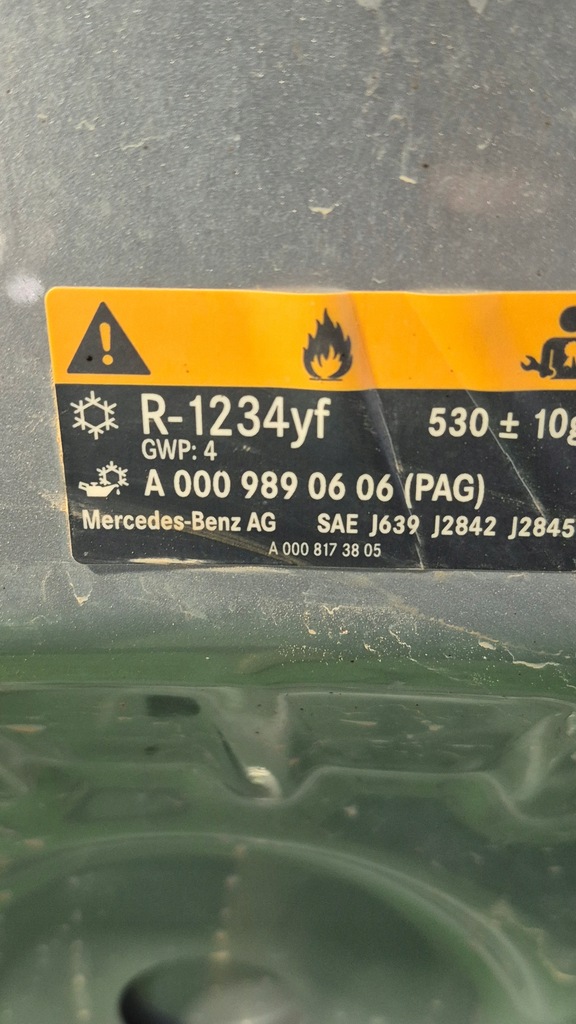 R-1234yf 530 ± 10g
GWP: 4
A 000 989 06 06 (PAG)
Mercedes-Benz AG SAE J639 J2842 J2845
A 000 817 38 05